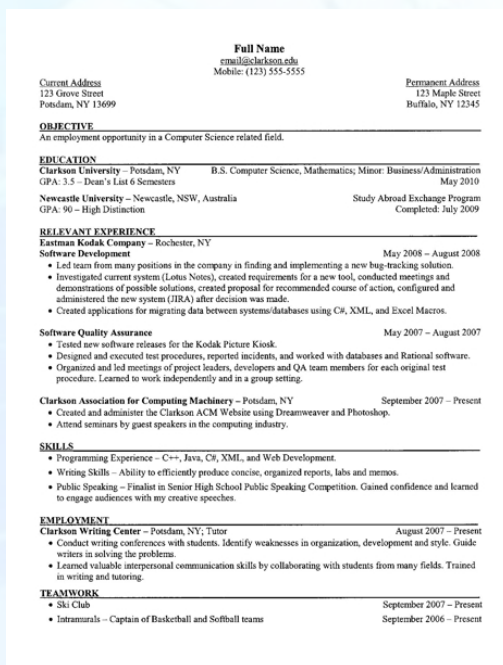 Full Name
email@clarkson.edu
Mobile: (123) 555-5555
Current Address Permanent Address
123 Grove Street 123 Maple Street
Potsdam, NY 13699 Buffalo, NY 12345
OBJECTIVE
An employment opportunity in a Computer Science related field.
EDUCATION
Clarkson University – Potsdam, NY B.S. Computer Science, Mathematics; Minor: Business/Administration
GPA: 3.5 – Dean's List 6 Semesters May 2010
Newcastle University – Newcastle, NSW, Australia Study Abroad Exchange Program
GPA: 90 – High Distinction Completed: July 2009
RELEVANT EXPERIENCE
Eastman Kodak Company – Rochester, NY
Software Development May 2008 – August 2008
• Led team from many positions in the company in finding and implementing a new bug-tracking solution.
• Investigated current system (Lotus Notes), created requirements for a new tool, conducted meetings and
demonstrations of possible solutions, created proposal for recommended course of action, configured and
administered the new system (JIRA) after decision was made.
• Created applications for migrating data between systems/databases using C#, XML, and Excel Macros.
Software Quality Assurance May 2007 – August 2007
• Tested new software releases for the Kodak Picture Kiosk.
• Designed and executed test procedures, reported incidents, and worked with databases and Rational software.
• Organized and led meetings of project leaders, developers and QA team members for each original test
procedure. Learned to work independently and in a group setting.
Clarkson Association for Computing Machinery – Potsdam, NY September 2007 – Present
• Created and administer the Clarkson ACM Website using Dreamweaver and Photoshop.
• Attend seminars by guest speakers in the computing industry.
SKILLS
• Programming Experience – C++, Java, C#, XML, and Web Development.
• Writing Skills – Ability to efficiently produce concise, organized reports, labs and memos.
• Public Speaking – Finalist in Senior High School Public Speaking Competition. Gained confidence and learned
to engage audiences with my creative speeches.
EMPLOYMENT
Clarkson Writing Center – Potsdam, NY; Tutor August 2007 – Present
• Conduct writing conferences with students. Identify weaknesses in organization, development and style. Guide
writers in solving the problems.
• Learned valuable interpersonal communication skills by collaborating with students from many fields. Trained
in writing and tutoring.
TEAMWORK
• Ski Club September 2007 – Present
• Intramurals – Captain of Basketball and Softball teams September 2006 – Present